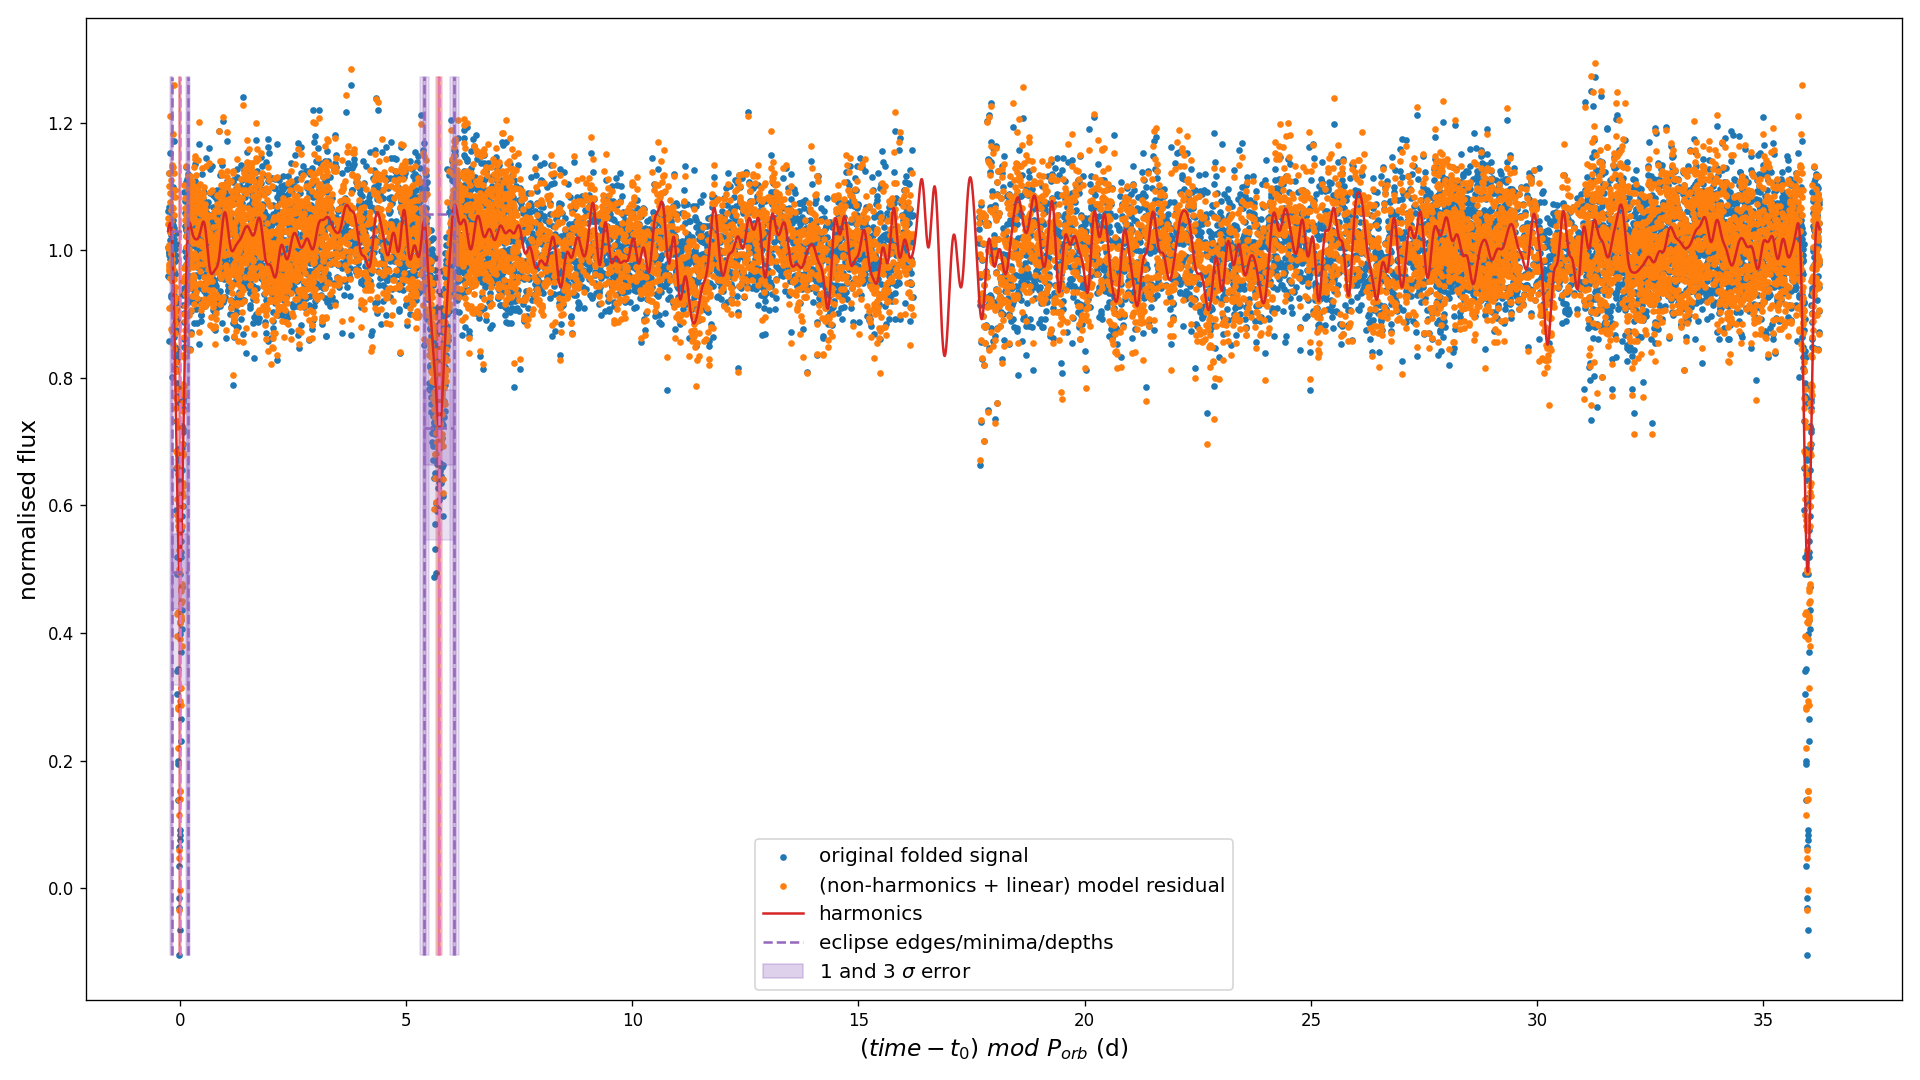 normalised flux
1.2
1.0
0.8
0.6
0.4
0.2
0.0
0
5
10
15
20
25
30
35
(time − t₀) mod P_orb (d)
original folded signal
(non-harmonics + linear) model residual
harmonics
eclipse edges/minima/depths
1 and 3 σ error